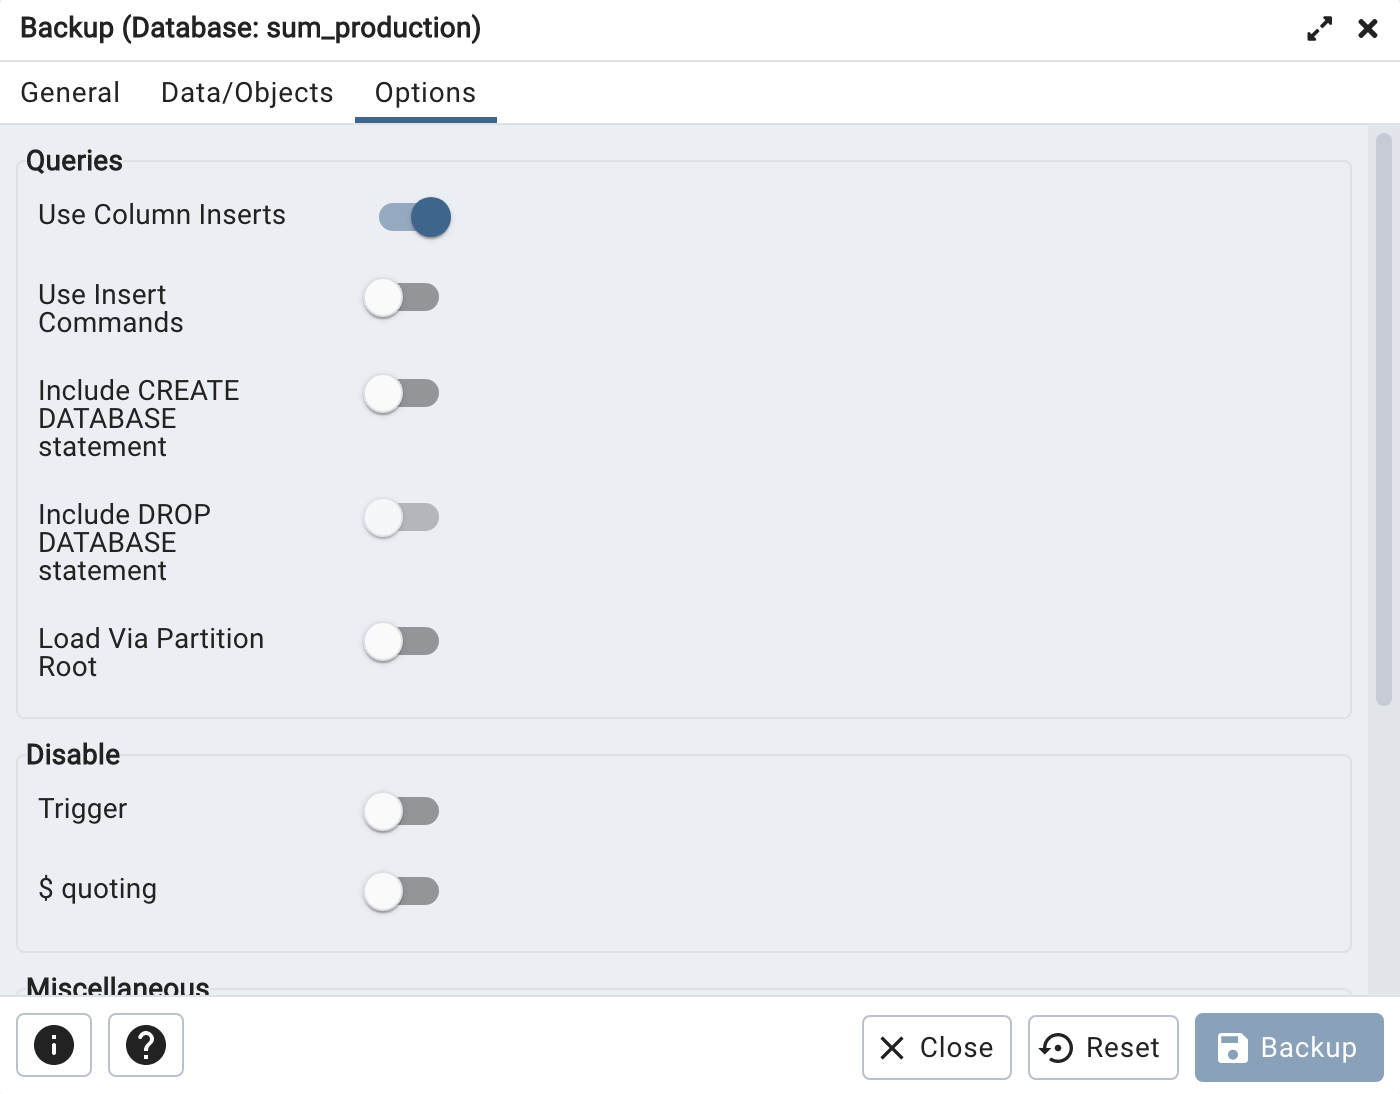 Backup (Database: sum_production)
General Data/Objects Options
Queries
Use Column Inserts
Use Insert
Commands
Include CREATE
DATABASE
statement
Include DROP
DATABASE
statement
Load Via Partition
Root
Disable
Trigger
$ quoting
Miscellaneous
Close Reset Backup